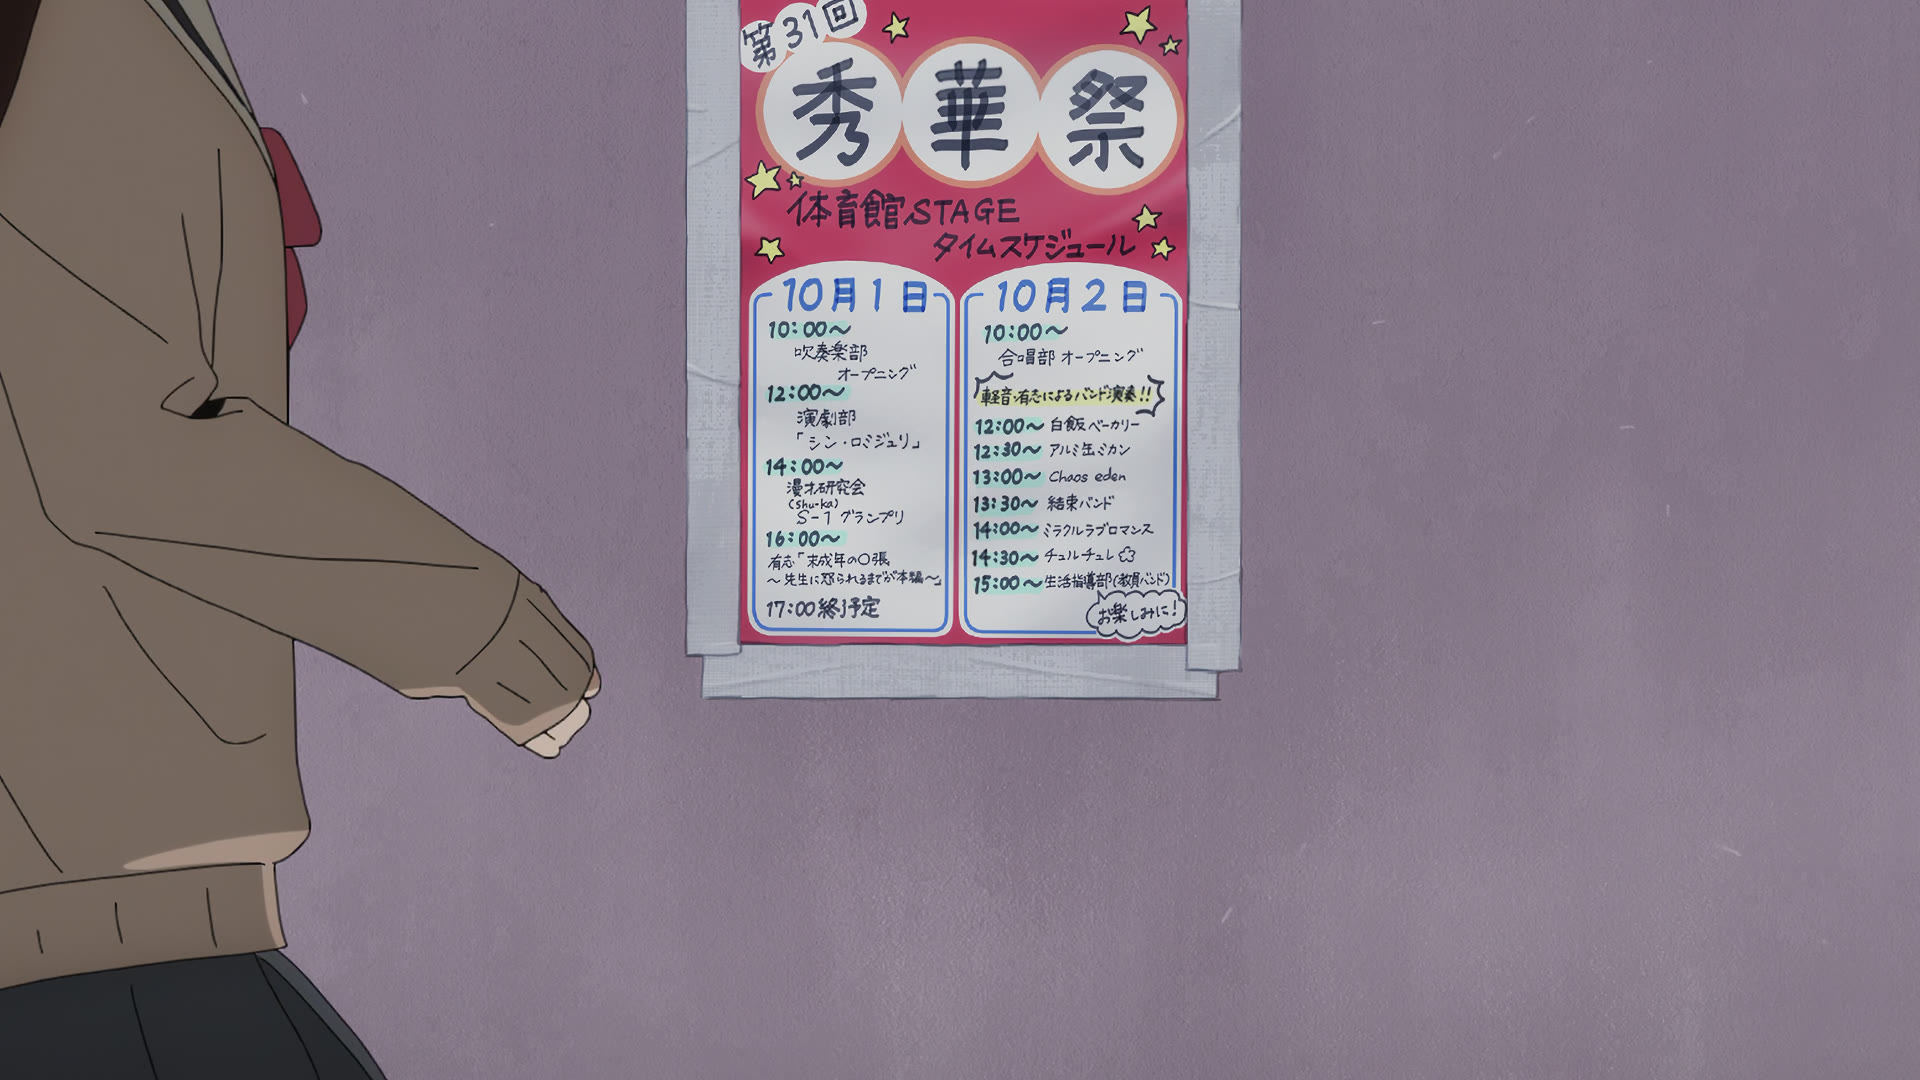 第31回
秀華祭
体育館STAGE
タイムスケジュール
10月1日
10:00～
吹奏楽部
オープニング
12:00～
演劇部
「シン・ロミジュリ」
14:00～
漫才研究会
(shu-ka)
S-1グランプリ
16:00～
有志「未成年の〇張
～先生に怒られるまでが本編～」
17:00終了予定
10月2日
10:00～
合唱部 オープニング
軽音・有志によるバンド演奏!!
12:00～ 白飯ベーカリー
12:30～ アルミ缶ミカン
13:00～ Chaos eden
13:30～ 結束バンド
14:00～ ミラクルラブロマンス
14:30～ チュルチュレ
15:00～ 生活指導部(教員バンド)
お楽しみに!